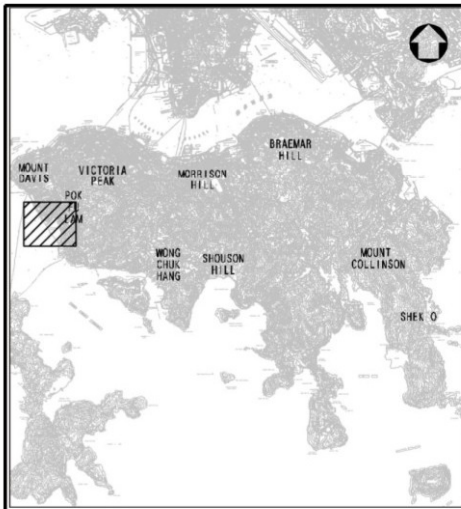 BRAEMAR
HILL
MOUNT
DAVIS
VICTORIA
PEAK
MORRISON
HILL
POK
LAM
WONG
CHUK
HANG
SHOUSON
HILL
MOUNT
COLLINSON
SHEK O